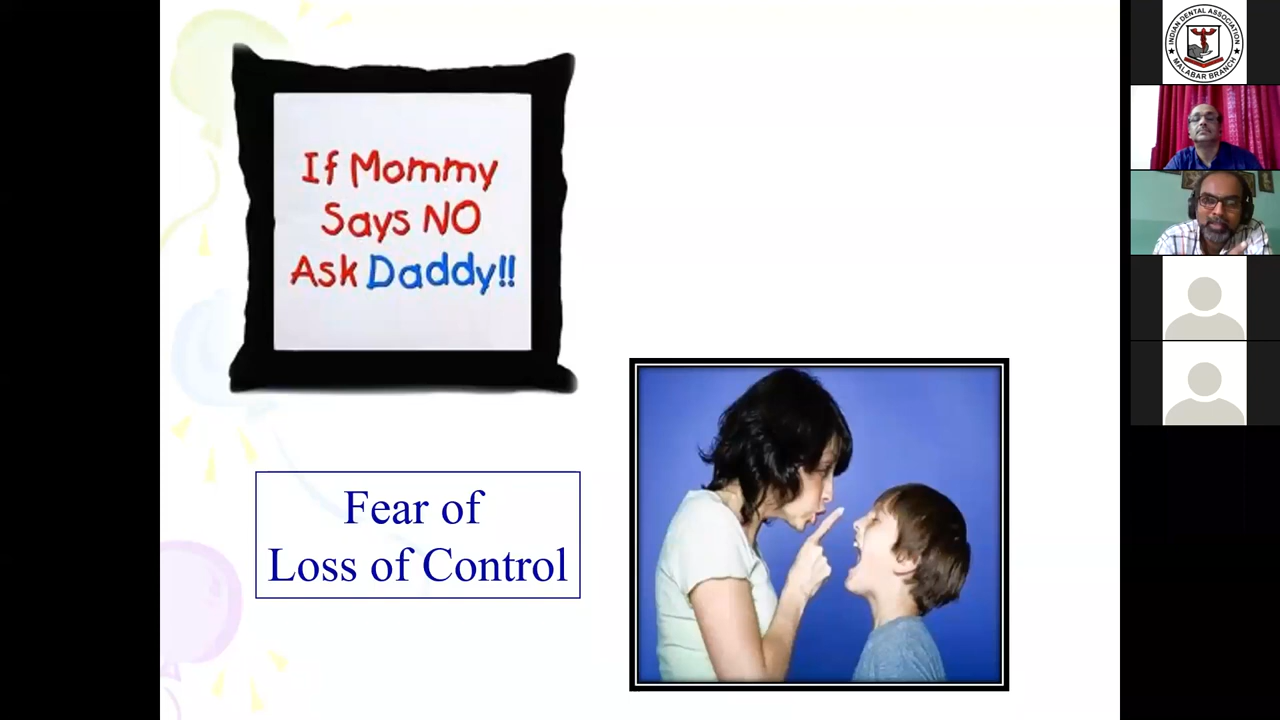 If Mommy
Says NO
Ask Daddy!!
Fear of
Loss of Control
INDIAN DENTAL ASSOCIATION
MALABAR BRANCH